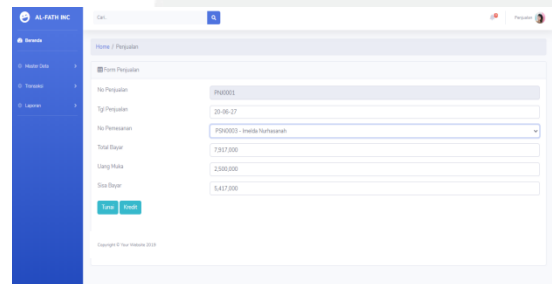 AL-FATH INC
Cari...
Penjualan
Beranda
Home / Penjualan
Master Data
Form Penjualan
Transaksi
No Penjualan
PNJ0001
Laporan
Tgl Penjualan
20-06-27
No Pemesanan
PSN0003 - Imelda Nurhasanah
Total Bayar
7,917,000
Uang Muka
2,500,000
Sisa Bayar
5,417,000
Tunai
Kredit
Copyright © Your Website 2019